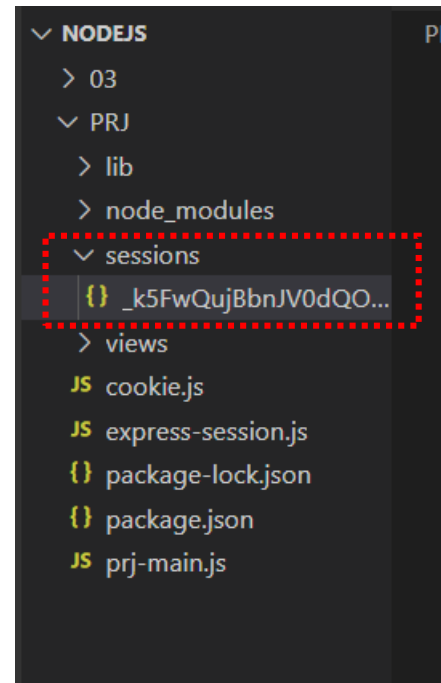 NODEJS
03
PRJ
lib
node_modules
sessions
{} _k5FwQujBbnJV0dQO...
views
JS cookie.js
JS express-session.js
{} package-lock.json
{} package.json
JS prj-main.js